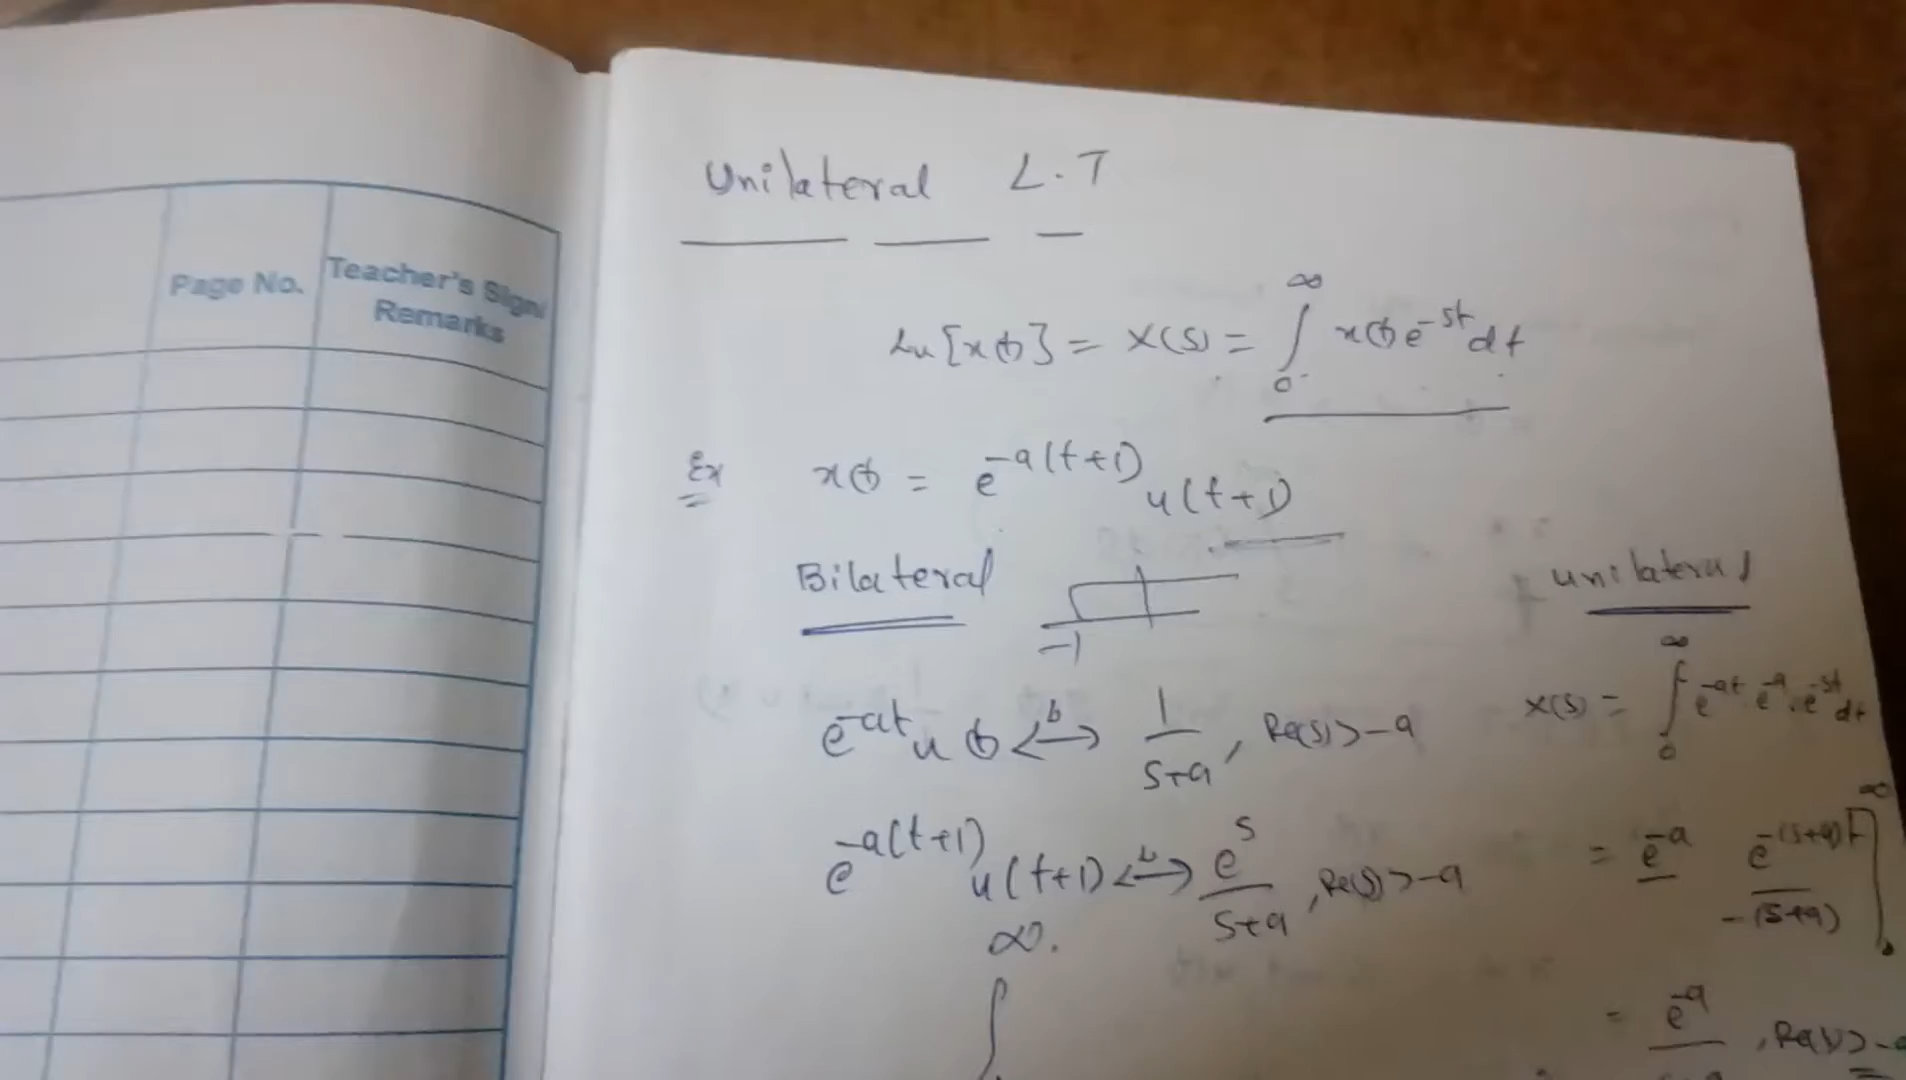 Page No.
Teacher's Sign/
Remarks
Unilateral L.T
Lu[x(t)] = X(s) = ∫_{0^-}^{∞} x(t) e^{-st} dt
Ex x(t) = e^{-a(t+1)} u(t+1)
Bilateral
-1
e^{-at} u(t) <-b-> 1/(s+a), Re(s)>-a
e^{-a(t+1)} u(t+1) <-b-> e^s/(s+a), Re(s)>-a
∞.
∫
unilateral
X(s) = ∫_0^∞ e^{-at}. e^{-a}. e^{-st} dt
= e^{-a} e^{-(s+a)t}/-(s+a) ]_0^∞
= e^{-a}/, Re(s)>-a